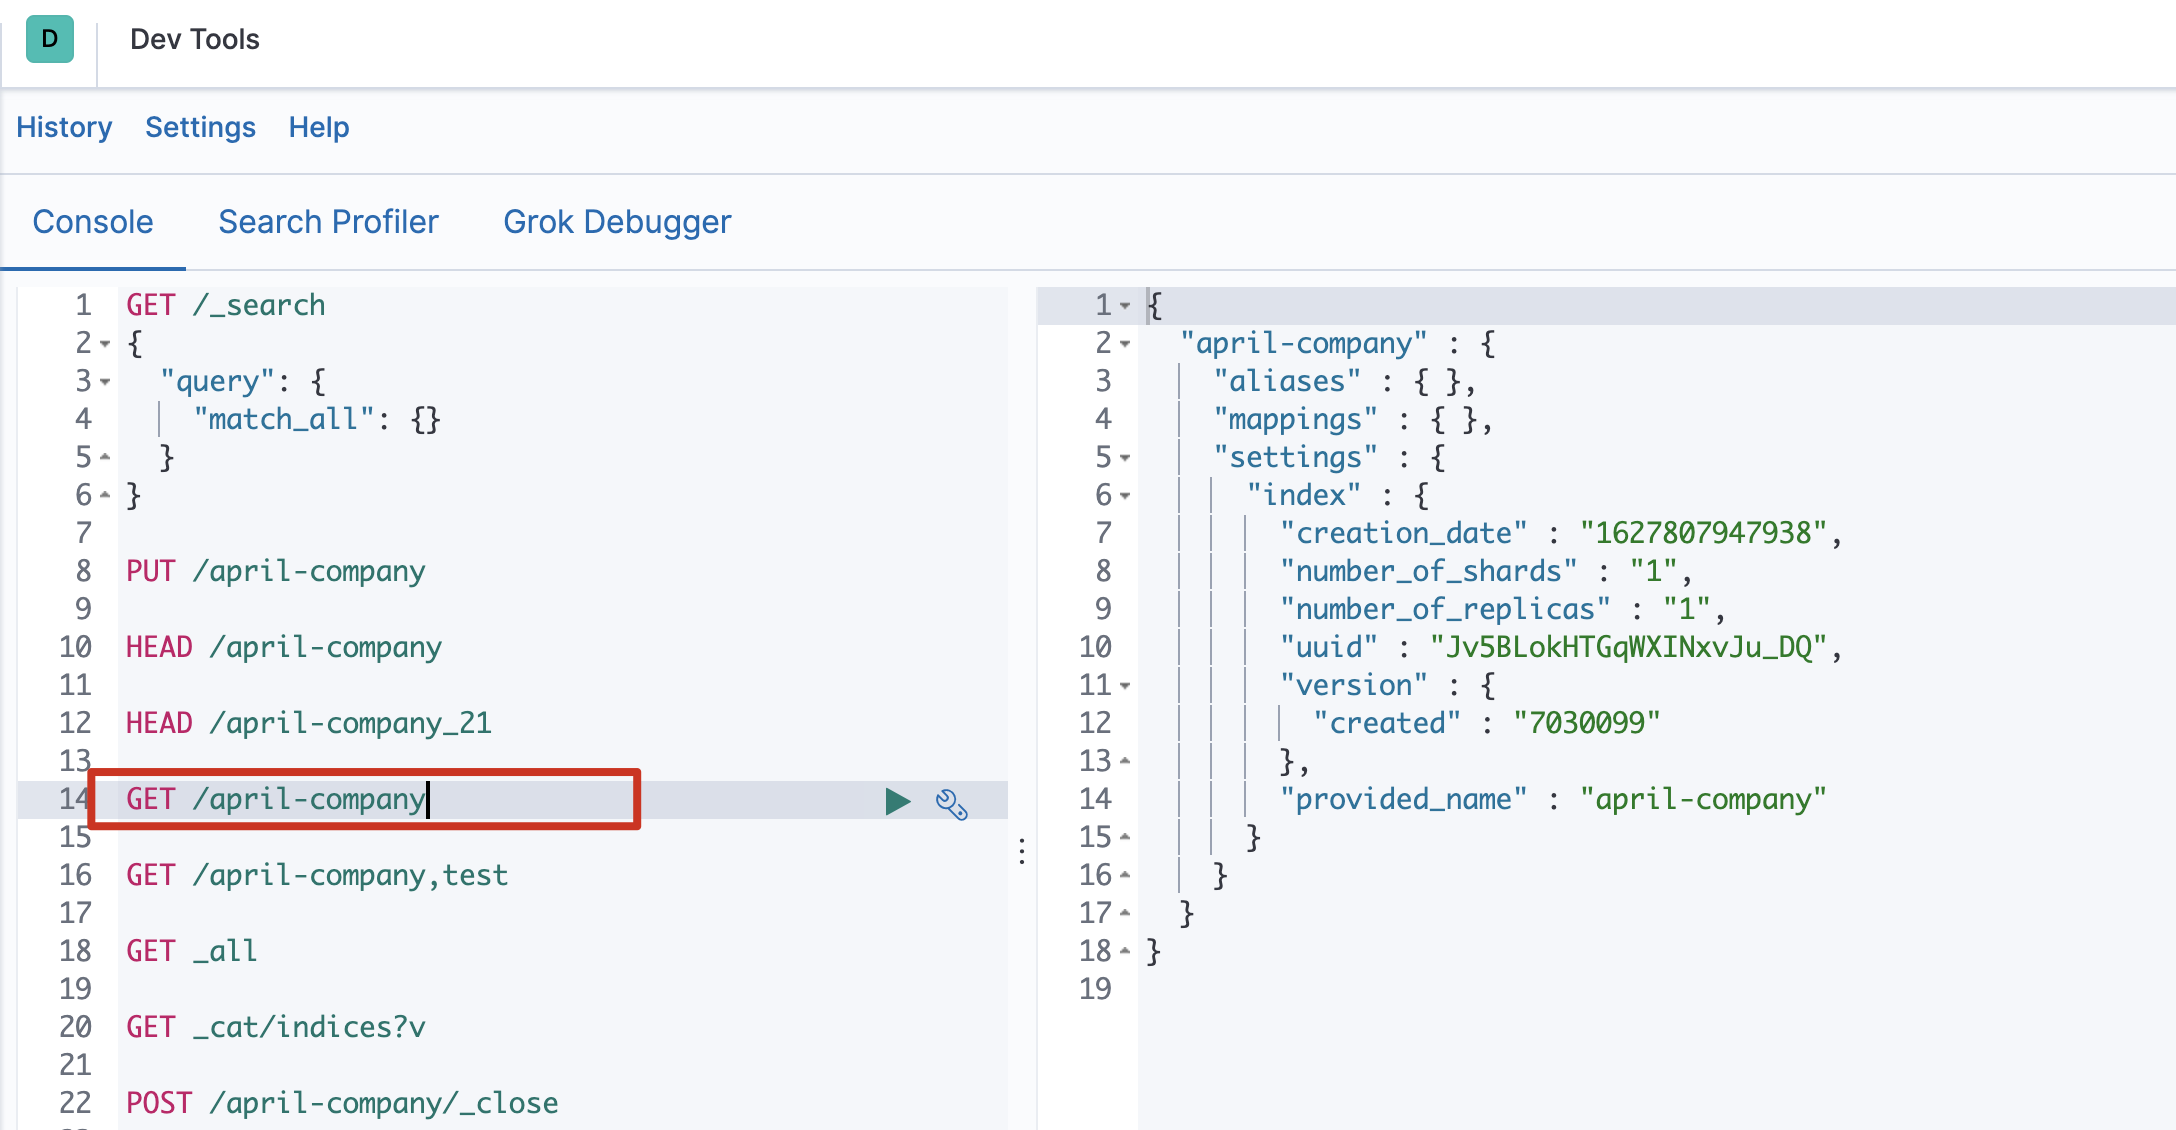 D Dev Tools
History Settings Help
Console Search Profiler Grok Debugger
1 GET /_search
2 {
3 "query": {
4 "match_all": {}
5 }
6 }
7
8 PUT /april-company
9
10 HEAD /april-company
11
12 HEAD /april-company_21
13
14 GET /april-company
15
16 GET /april-company,test
17
18 GET _all
19
20 GET _cat/indices?v
21
22 POST /april-company/_close
1 {
2 "april-company" : {
3 "aliases" : { },
4 "mappings" : { },
5 "settings" : {
6 "index" : {
7 "creation_date" : "1627807947938",
8 "number_of_shards" : "1",
9 "number_of_replicas" : "1",
10 "uuid" : "Jv5BLokHTGqWXINxvJu_DQ",
11 "version" : {
12 "created" : "7030099"
13 },
14 "provided_name" : "april-company"
15 }
16 }
17 }
18 }
19